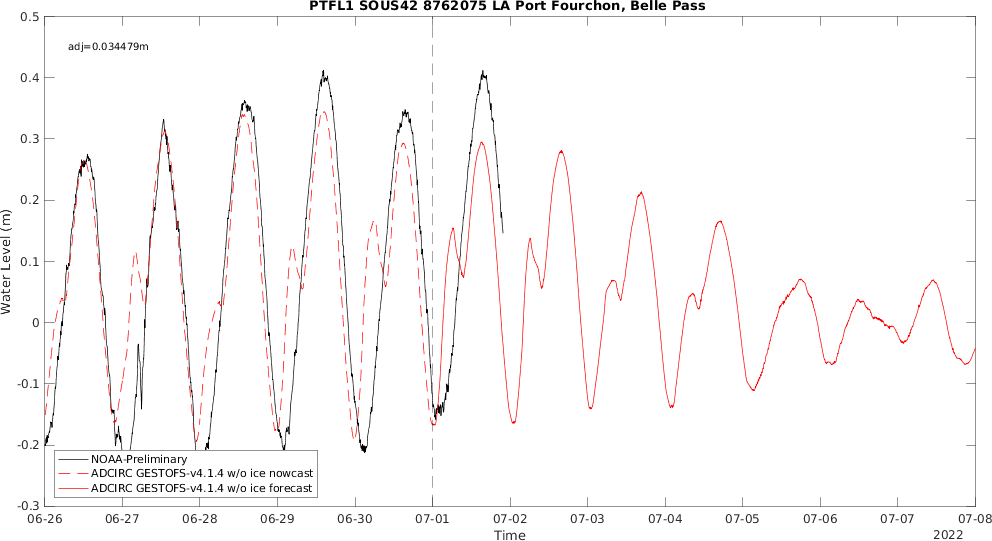 PTFL1 SOUS42 8762075 LA Port Fourchon, Belle Pass
adj=0.034479m
Water Level (m)
0.5
0.4
0.3
0.2
0.1
0
-0.1
-0.2
-0.3
NOAA-Preliminary
ADCIRC GESTOFS-v4.1.4 w/o ice nowcast
ADCIRC GESTOFS-v4.1.4 w/o ice forecast
06-26 06-27 06-28 06-29 06-30 07-01 07-02 07-03 07-04 07-05 07-06 07-07 07-08
Time
2022